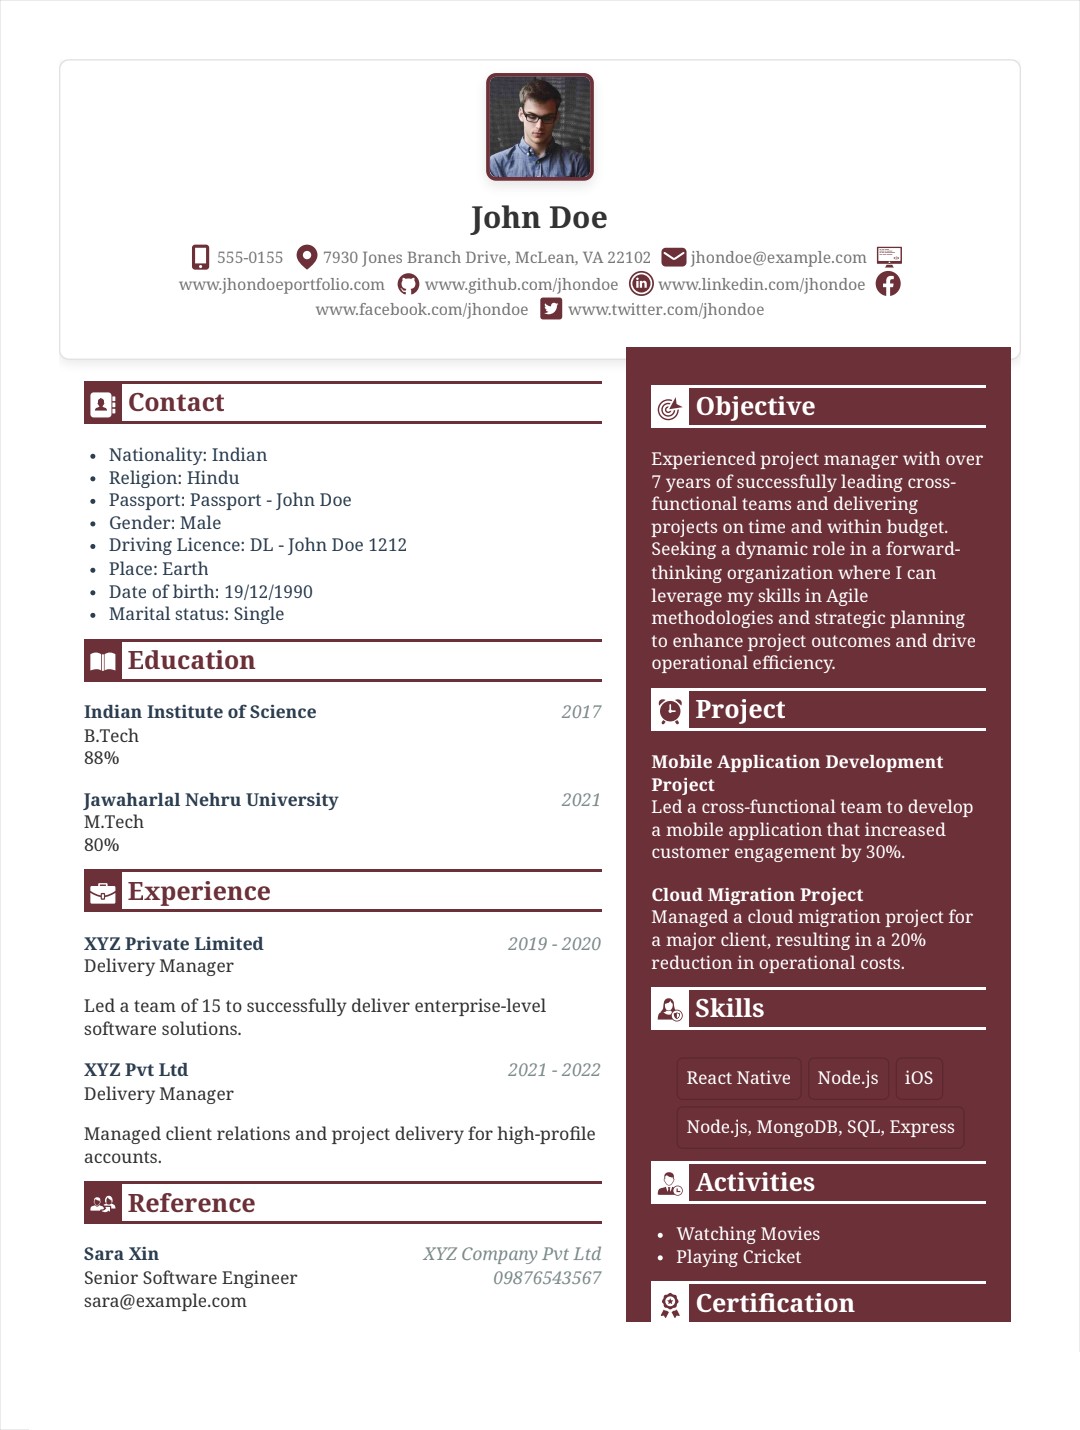 John Doe
555-0155 7930 Jones Branch Drive, McLean, VA 22102 jhondoe@example.com
www.jhondoeportfolio.com www.github.com/jhondoe www.linkedin.com/jhondoe
www.facebook.com/jhondoe www.twitter.com/jhondoe
Contact
Nationality: Indian
Religion: Hindu
Passport: Passport - John Doe
Gender: Male
Driving Licence: DL - John Doe 1212
Place: Earth
Date of birth: 19/12/1990
Marital status: Single
Education
Indian Institute of Science 2017
B.Tech
88%
Jawaharlal Nehru University 2021
M.Tech
80%
Experience
XYZ Private Limited 2019 - 2020
Delivery Manager
Led a team of 15 to successfully deliver enterprise-level
software solutions.
XYZ Pvt Ltd 2021 - 2022
Delivery Manager
Managed client relations and project delivery for high-profile
accounts.
Reference
Sara Xin XYZ Company Pvt Ltd
Senior Software Engineer 09876543567
sara@example.com
Objective
Experienced project manager with over
7 years of successfully leading cross-
functional teams and delivering
projects on time and within budget.
Seeking a dynamic role in a forward-
thinking organization where I can
leverage my skills in Agile
methodologies and strategic planning
to enhance project outcomes and drive
operational efficiency.
Project
Mobile Application Development
Project
Led a cross-functional team to develop
a mobile application that increased
customer engagement by 30%.
Cloud Migration Project
Managed a cloud migration project for
a major client, resulting in a 20%
reduction in operational costs.
Skills
React Native Node.js iOS
Node.js, MongoDB, SQL, Express
Activities
Watching Movies
Playing Cricket
Certification